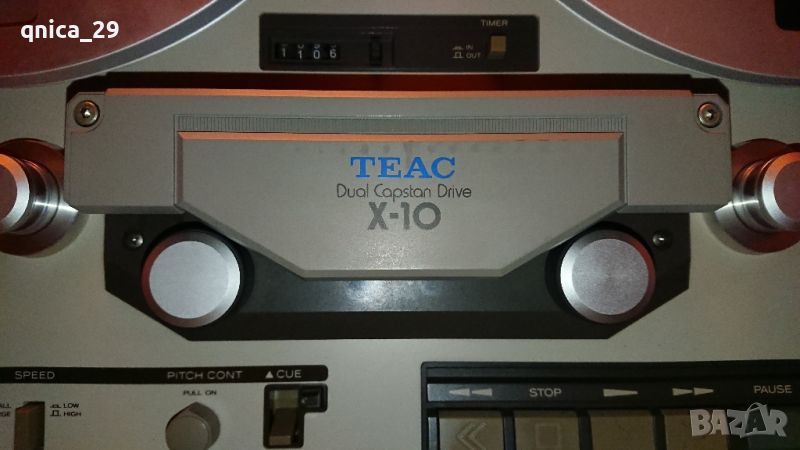 qnica_29
TIMER
1106
IN
OUT
TEAC
Dual Capstan Drive
X-10
SPEED
PITCH CONT
▲CUE
PULL ON
LOW
HIGH
STOP
PAUSE
BAZAR